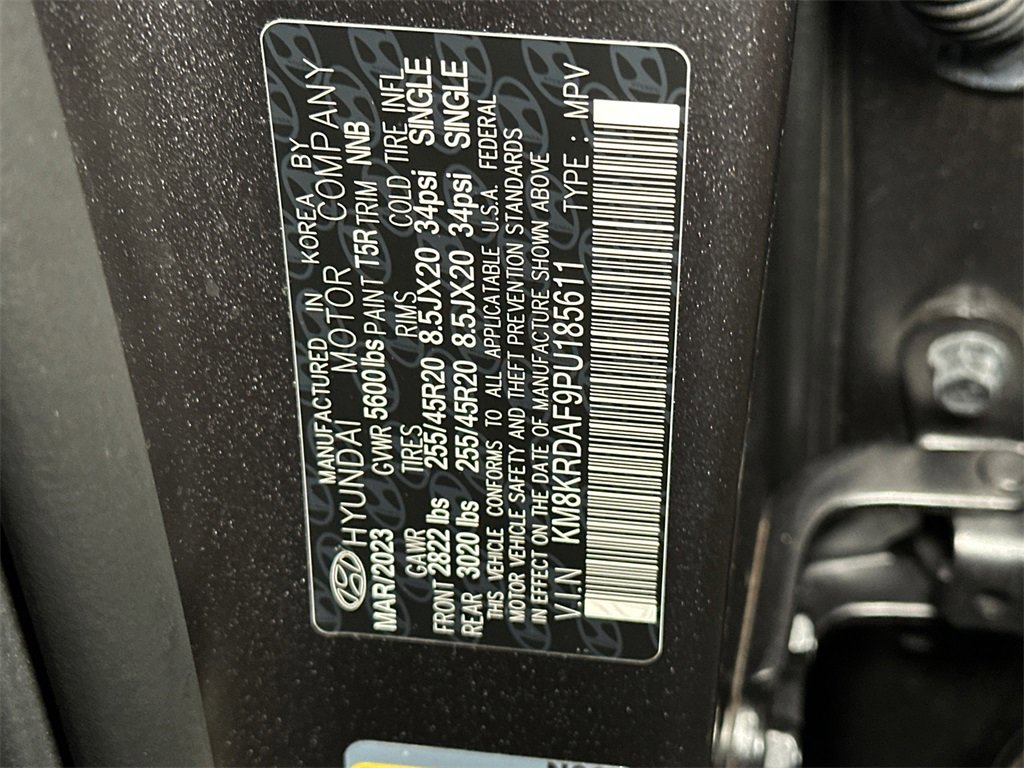 MANUFACTURED IN KOREA BY
HYUNDAI MOTOR COMPANY
MAR/2023 GVWR 5600lbs PAINT T5R TRIM NNB
GAWR TIRES RIMS COLD TIRE INFL
FRONT 2822 lbs 255/45R20 8.5JX20 34psi SINGLE
REAR 3020 lbs 255/45R20 8.5JX20 34psi SINGLE
THIS VEHICLE CONFORMS TO ALL APPLICATABLE U.S.A. FEDERAL
MOTOR VEHICLE SAFETY AND THEFT PREVENTION STANDARDS
IN EFFECT ON THE DATE OF MANUFACTURE SHOWN ABOVE
V.I.N KM8KRDAF9PU185611 TYPE : MPV